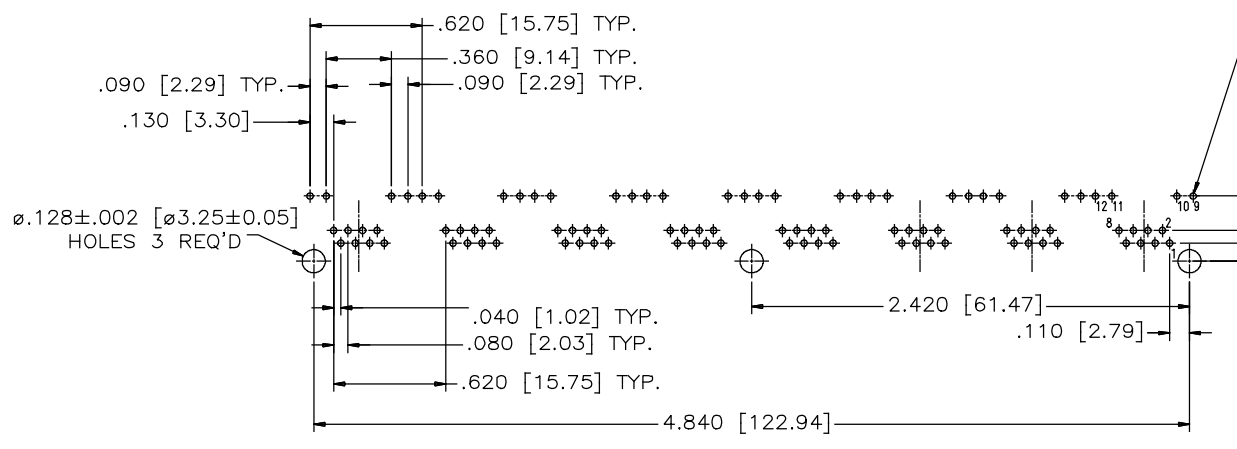 .620 [15.75] TYP.
.360 [9.14] TYP.
.090 [2.29] TYP.
.090 [2.29] TYP.
.130 [3.30]
12 11
10 9
ø.128±.002 [ø3.25±0.05]
HOLES 3 REQ'D
8
2
1
2.420 [61.47]
.040 [1.02] TYP.
.110 [2.79]
.080 [2.03] TYP.
.620 [15.75] TYP.
4.840 [122.94]